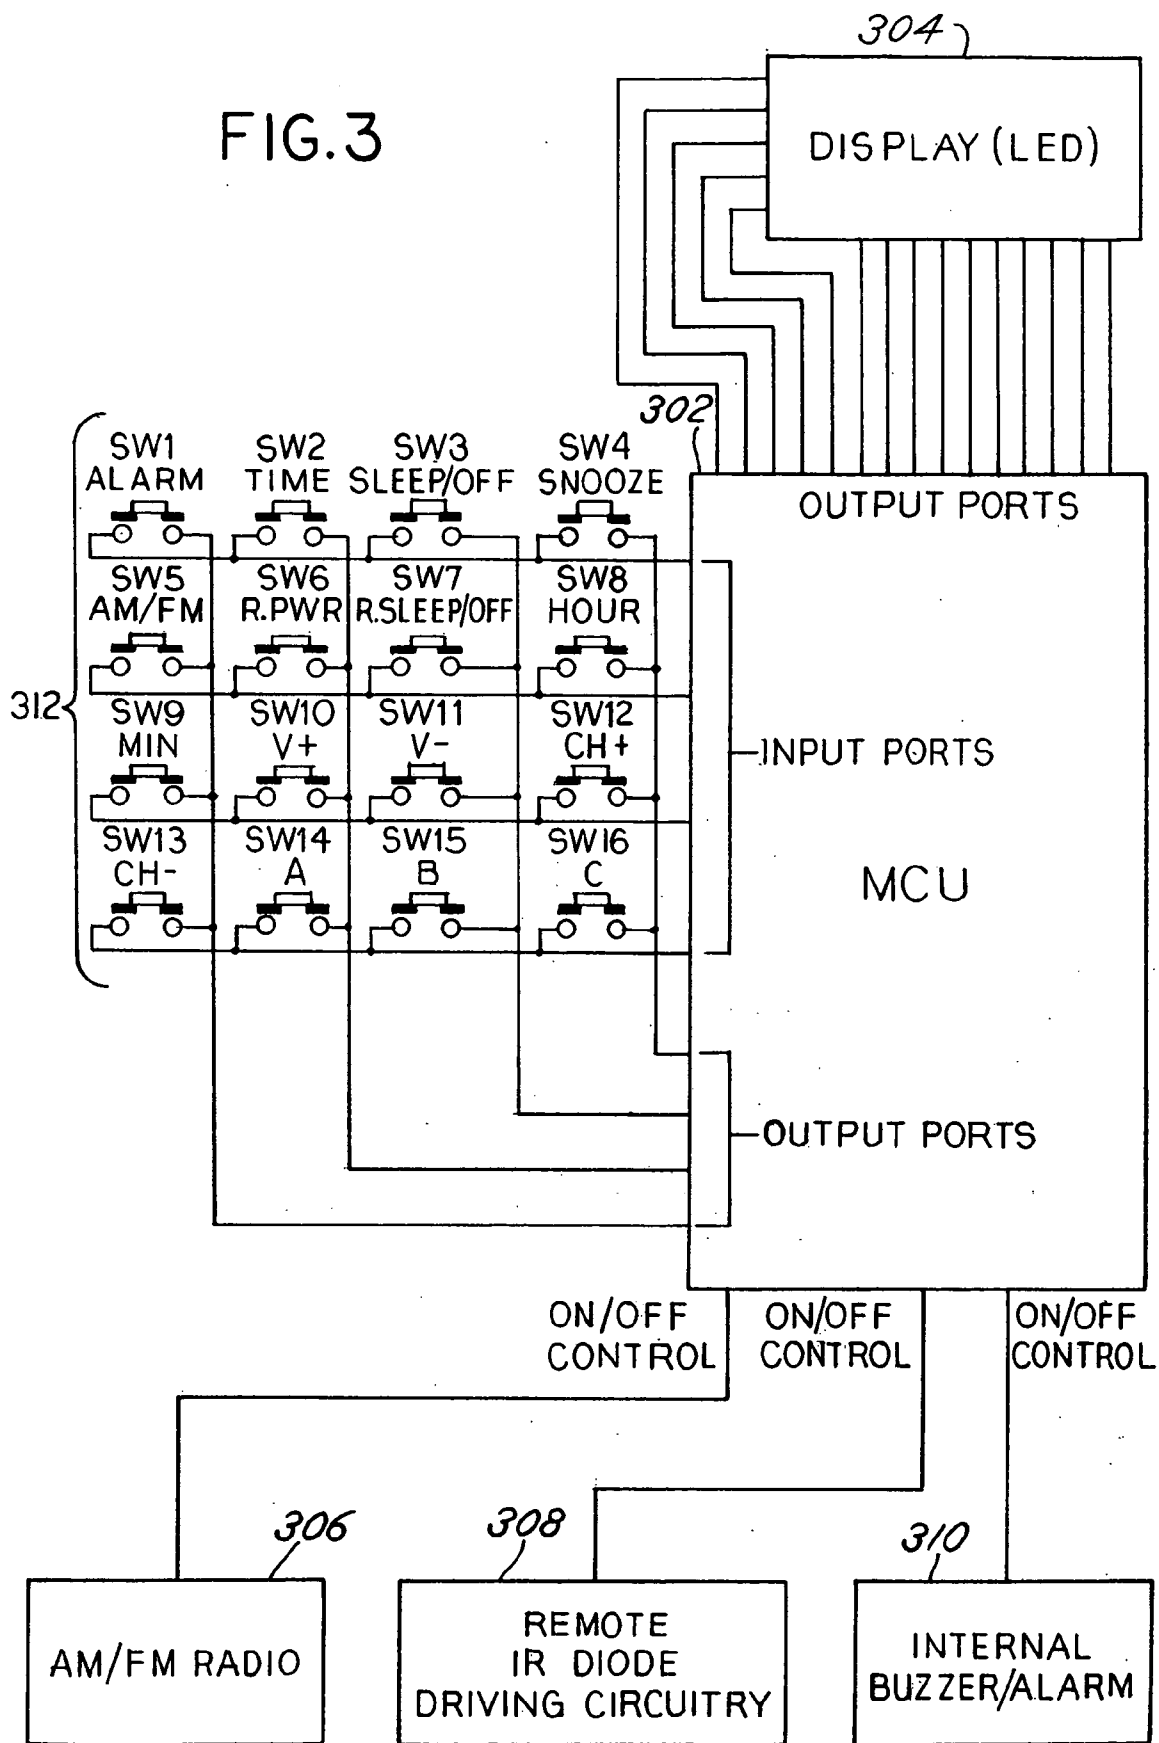 304
FIG.3
DISPLAY (LED)
302
SW1 SW2 SW3 SW4
ALARM TIME SLEEP/OFF SNOOZE
OUTPUT PORTS
SW5 SW6 SW7 SW8
AM/FM R.PWR R.SLEEP/OFF HOUR
312
SW9 SW10 SW11 SW12
MIN V+ V- CH+
INPUT PORTS
SW13 SW14 SW15 SW16
CH- A B C
MCU
OUTPUT PORTS
ON/OFF ON/OFF ON/OFF
CONTROL CONTROL CONTROL
306 308 310
AM/FM RADIO
REMOTE
IR DIODE
DRIVING CIRCUITRY
INTERNAL
BUZZER/ALARM